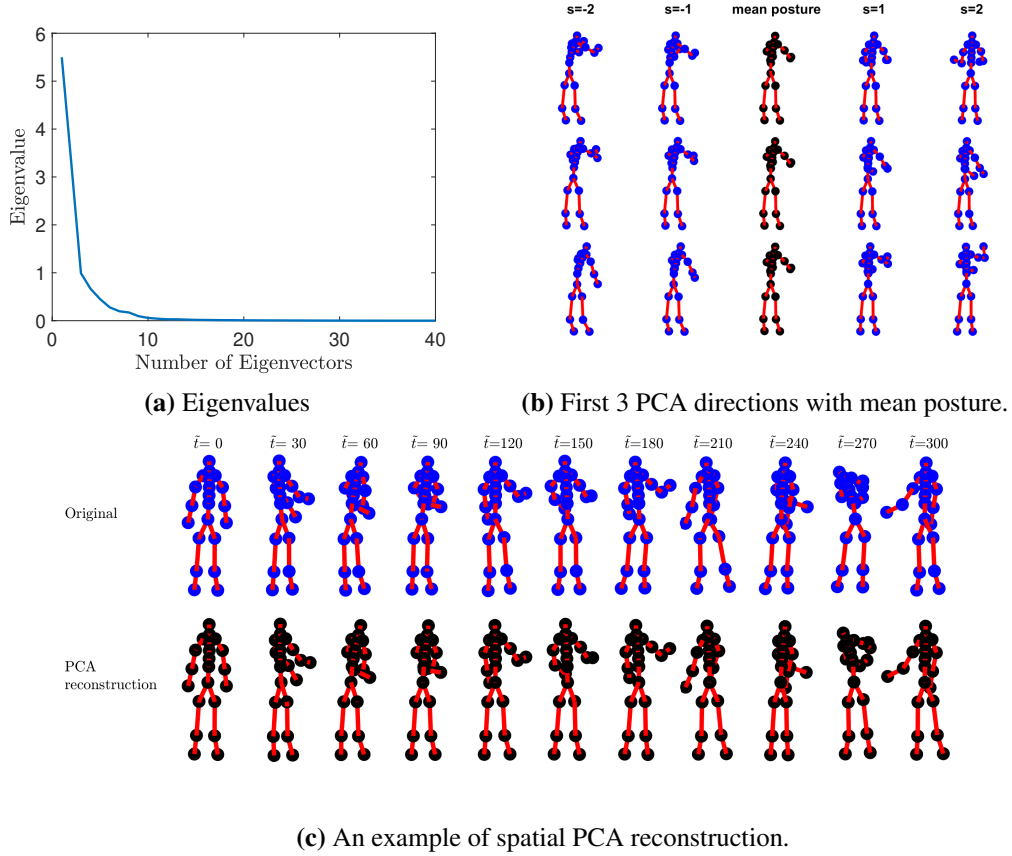 s=-2 s=-1 mean posture s=1 s=2
6
5
4
3
2
1
0
Eigenvalue
0 10 20 30 40
Number of Eigenvectors
(a) Eigenvalues
(b) First 3 PCA directions with mean posture.
t̃= 0 t̃= 30 t̃= 60 t̃= 90 t̃=120 t̃=150 t̃=180 t̃=210 t̃=240 t̃=270 t̃=300
Original
PCA
reconstruction
(c) An example of spatial PCA reconstruction.